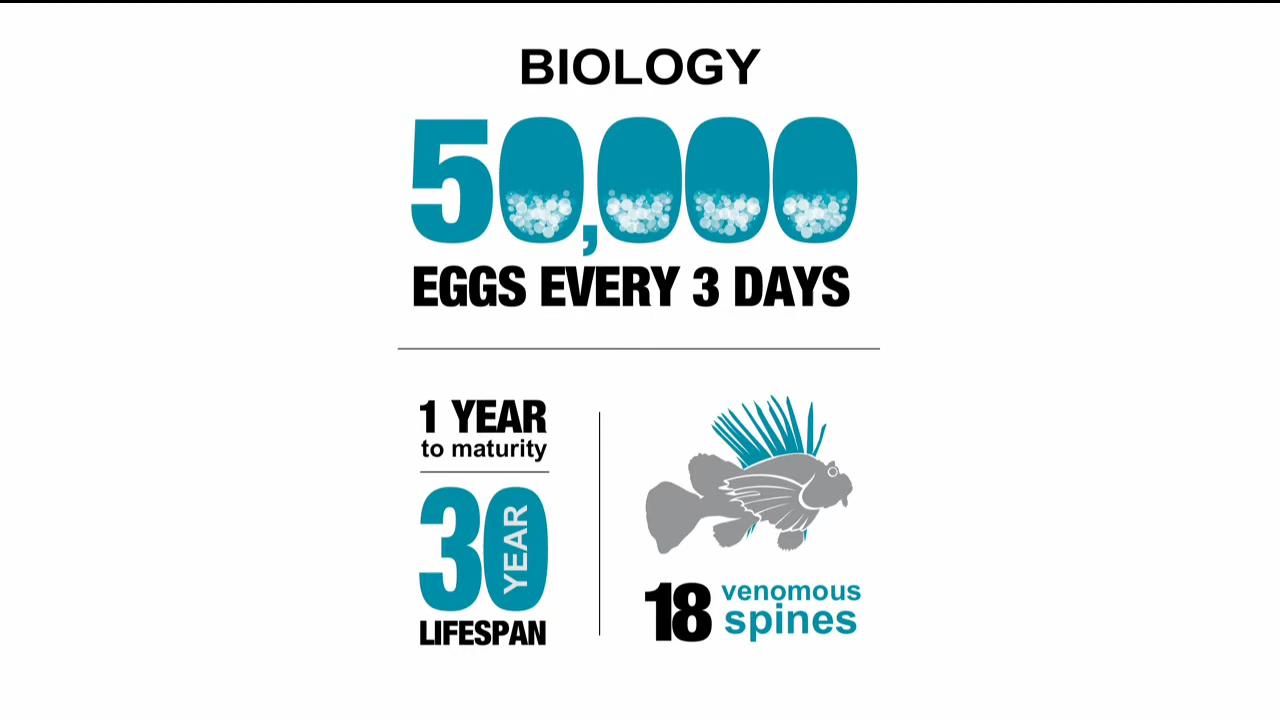 BIOLOGY
50,000
EGGS EVERY 3 DAYS
1 YEAR
to maturity
30 YEAR
LIFESPAN
18 venomous
spines